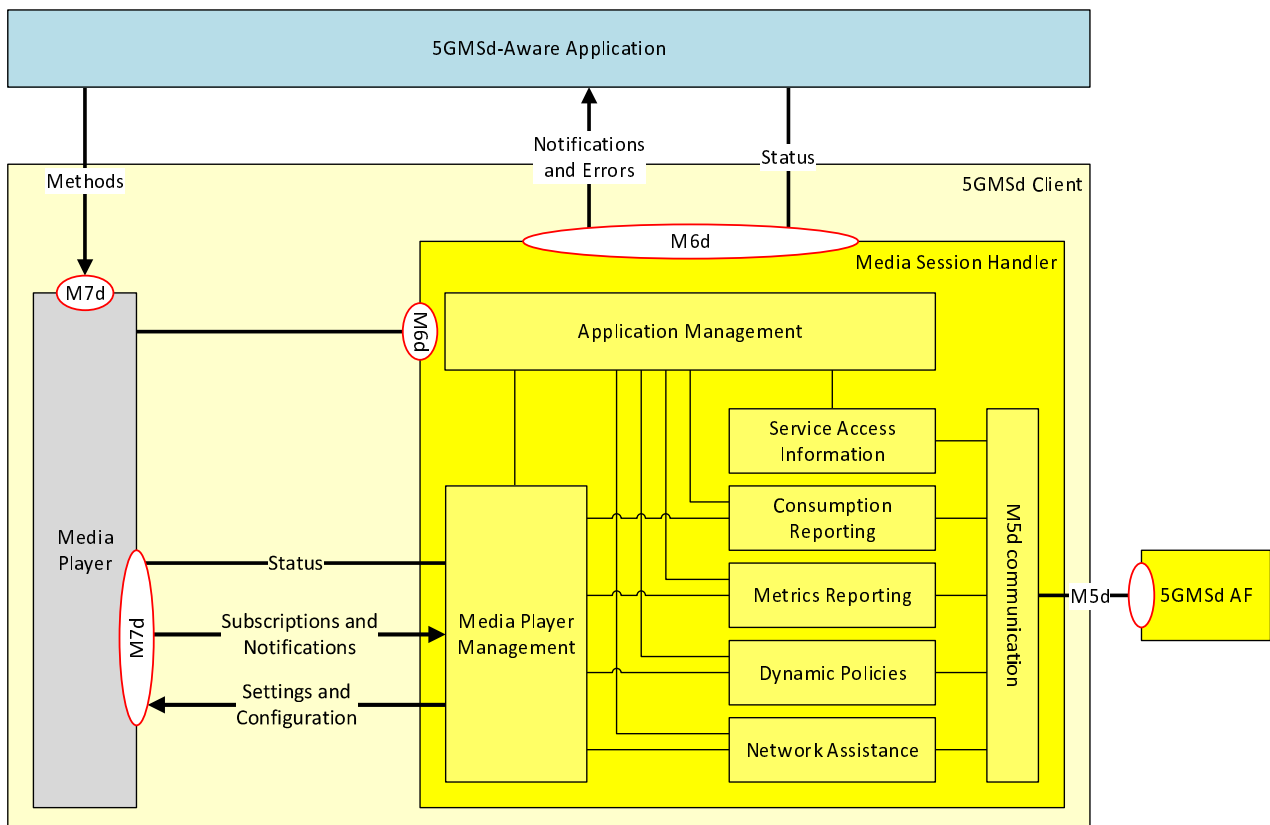 5GMSd-Aware Application
Notifications
and Errors
Status
Methods
5GMSd Client
M6d
Media Session Handler
M7d
M6d
Application Management
Service Access
Information
Consumption
Reporting
Media
Player
Status
M7d
Subscriptions and
Notifications
Settings and
Configuration
Media Player
Management
Metrics Reporting
Dynamic Policies
Network Assistance
M5d communication
M5d
5GMSd AF